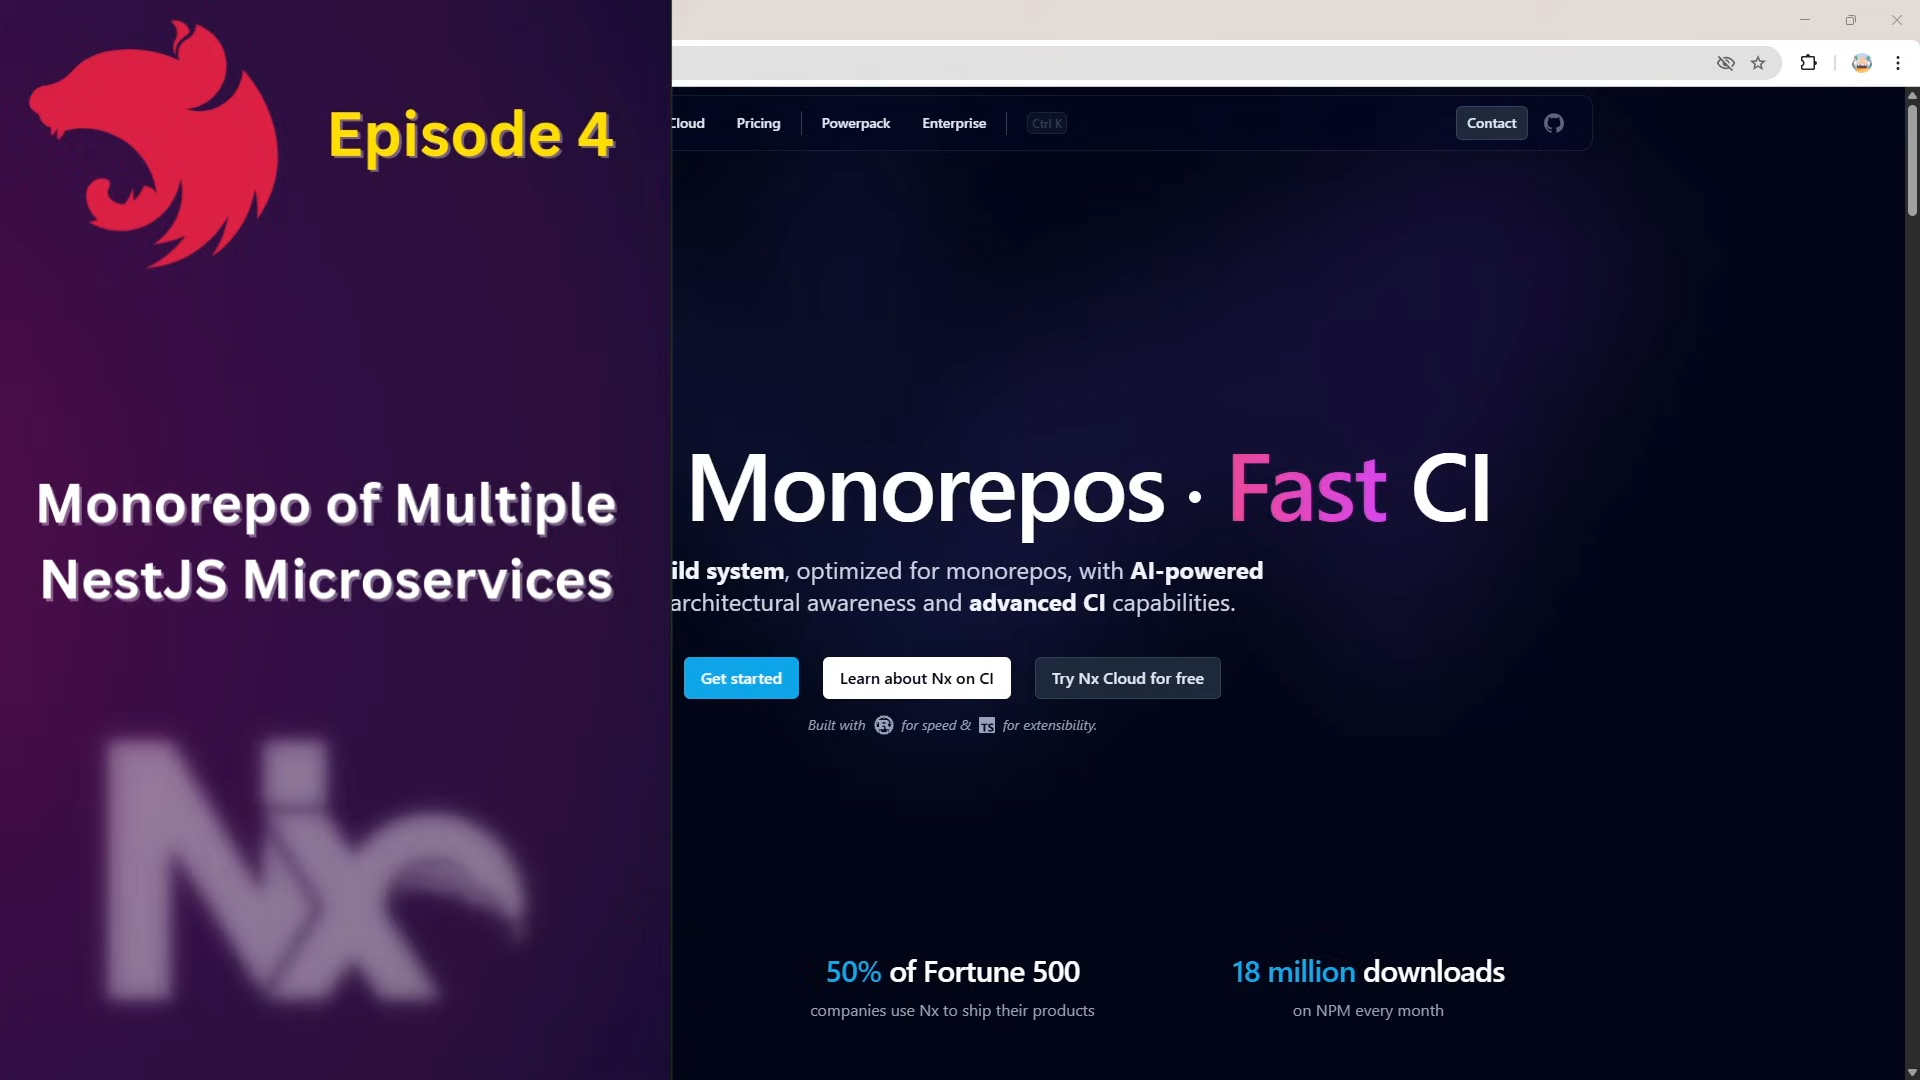 Episode 4
Monorepo of Multiple
NestJS Microservices
Nx
Cloud
Pricing
Powerpack
Enterprise
Ctrl K
Contact
Monorepos · Fast CI
ild system, optimized for monorepos, with AI-powered
architectural awareness and advanced CI capabilities.
Get started
Learn about Nx on CI
Try Nx Cloud for free
Built with R for speed & TS for extensibility.
50% of Fortune 500
companies use Nx to ship their products
18 million downloads
on NPM every month